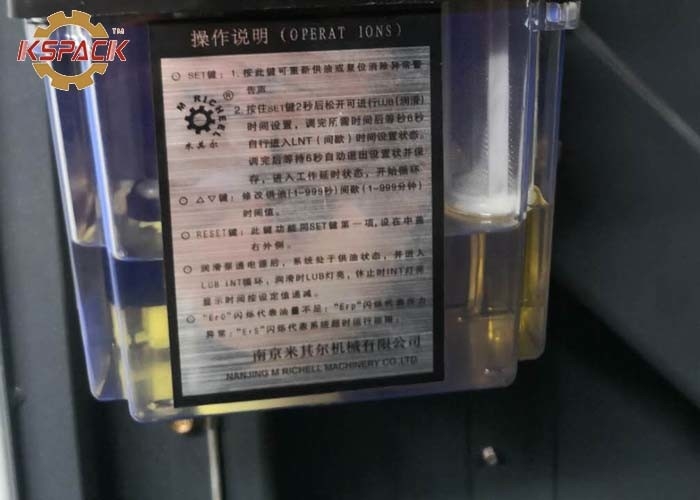 KSPACK™
操作说明 (OPERAT IONS)
SET键: 1. 按此键可重新供油或复位消除异常警
告声。
2. 按住SET键2秒后松开可进行LUB(润滑)
时间设置,调完所需时间后等待6秒
自行进入LNT(间歇)时间设置状态。
调完后等待6秒自动退出设置状并保
存,进入工作延时状态,开始循环。
M RICHELL ®
米其尔
△▽键: 修改供油(1-999秒)间歇(1-999分钟)
时间值。
RESET键: 此键功能同SET键第一项,设在中盖
右外侧。
润滑泵通电源后,系统处于供油状态,并进入
LUB INT循环,润滑时LUB灯亮,休止时INT灯亮
显示时间按设定值递减。
"Er0"闪烁代表油量不足; "Erp"闪烁代表压力
异常; "ErS"闪烁代表系统超时运行故障
南京米其尔机械有限公司
NANJING M RICHELL MACHINERY CO.LTD